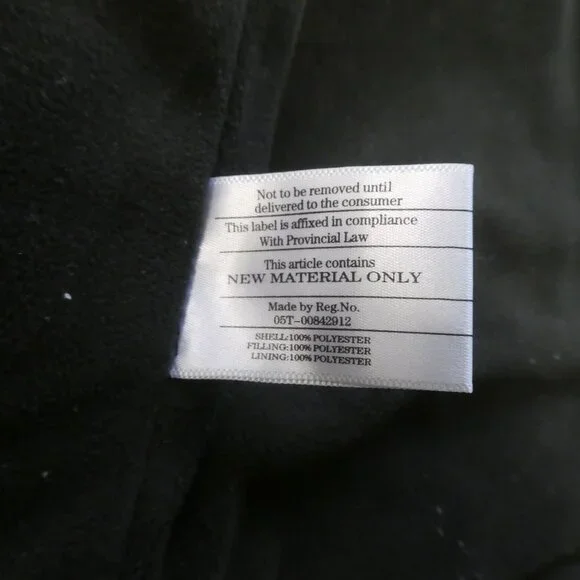 Not to be removed until
delivered to the consumer
This label is affixed in compliance
With Provincial Law
This article contains
NEW MATERIAL ONLY
Made by Reg.No.
05T-00842912
SHELL:100% POLYESTER
FILLING:100% POLYESTER
LINING:100% POLYESTER